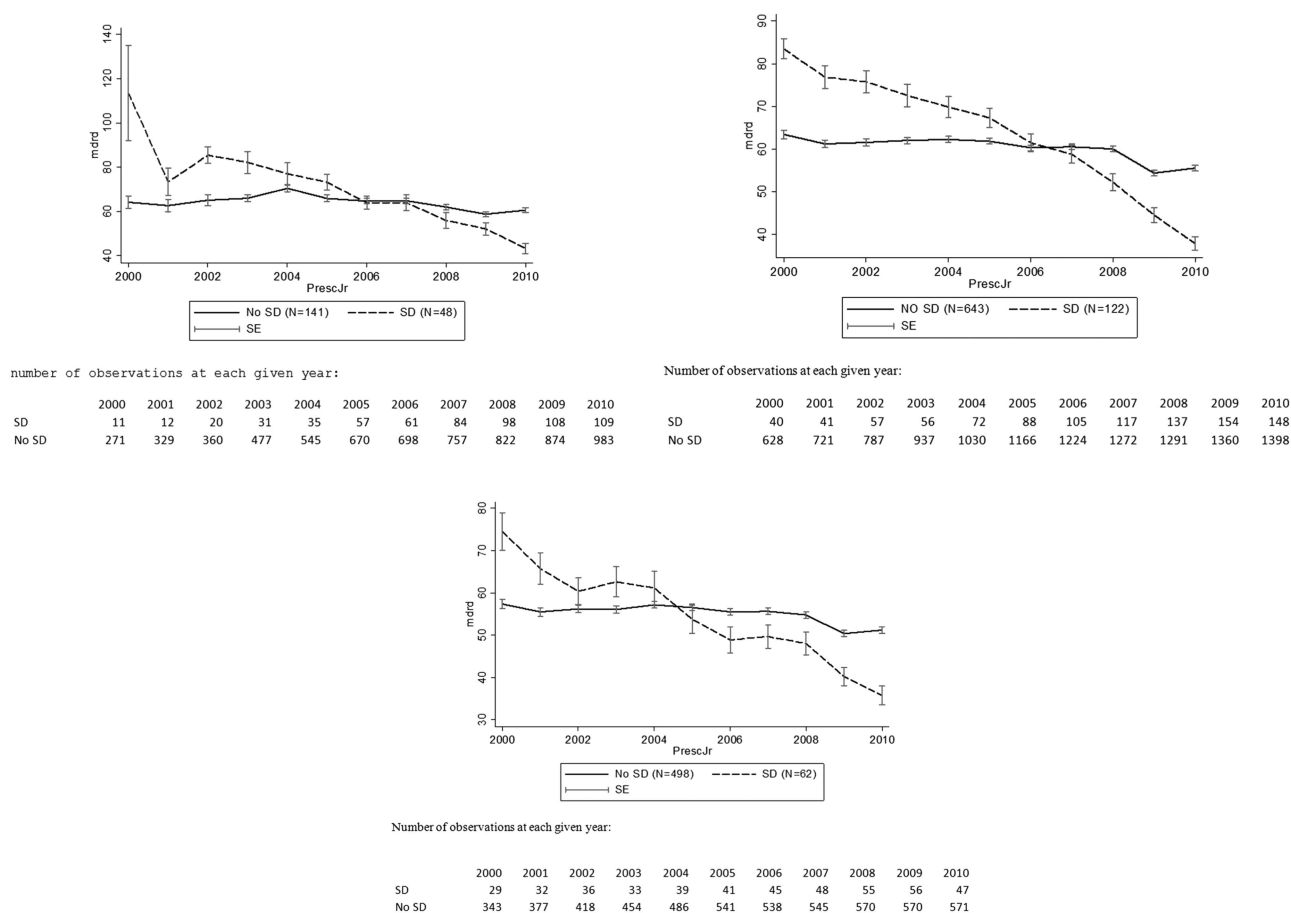 140
120
100
80
60
40
mdrd
2000 2002 2004 2006 2008 2010
PrescJr
No SD (N=141) SD (N=48)
SE
number of observations at each given year:
2000 2001 2002 2003 2004 2005 2006 2007 2008 2009 2010
SD 11 12 20 31 35 57 61 84 98 108 109
No SD 271 329 360 477 545 670 698 757 822 874 983
90
80
70
60
50
40
mdrd
2000 2002 2004 2006 2008 2010
PrescJr
NO SD (N=643) SD (N=122)
SE
Number of observations at each given year:
2000 2001 2002 2003 2004 2005 2006 2007 2008 2009 2010
SD 40 41 57 56 72 88 105 117 137 154 148
No SD 628 721 787 937 1030 1166 1224 1272 1291 1360 1398
80
70
60
50
40
30
mdrd
2000 2002 2004 2006 2008 2010
PrescJr
No SD (N=498) SD (N=62)
SE
Number of observations at each given year:
2000 2001 2002 2003 2004 2005 2006 2007 2008 2009 2010
SD 29 32 36 33 39 41 45 48 55 56 47
No SD 343 377 418 454 486 541 538 545 570 570 571